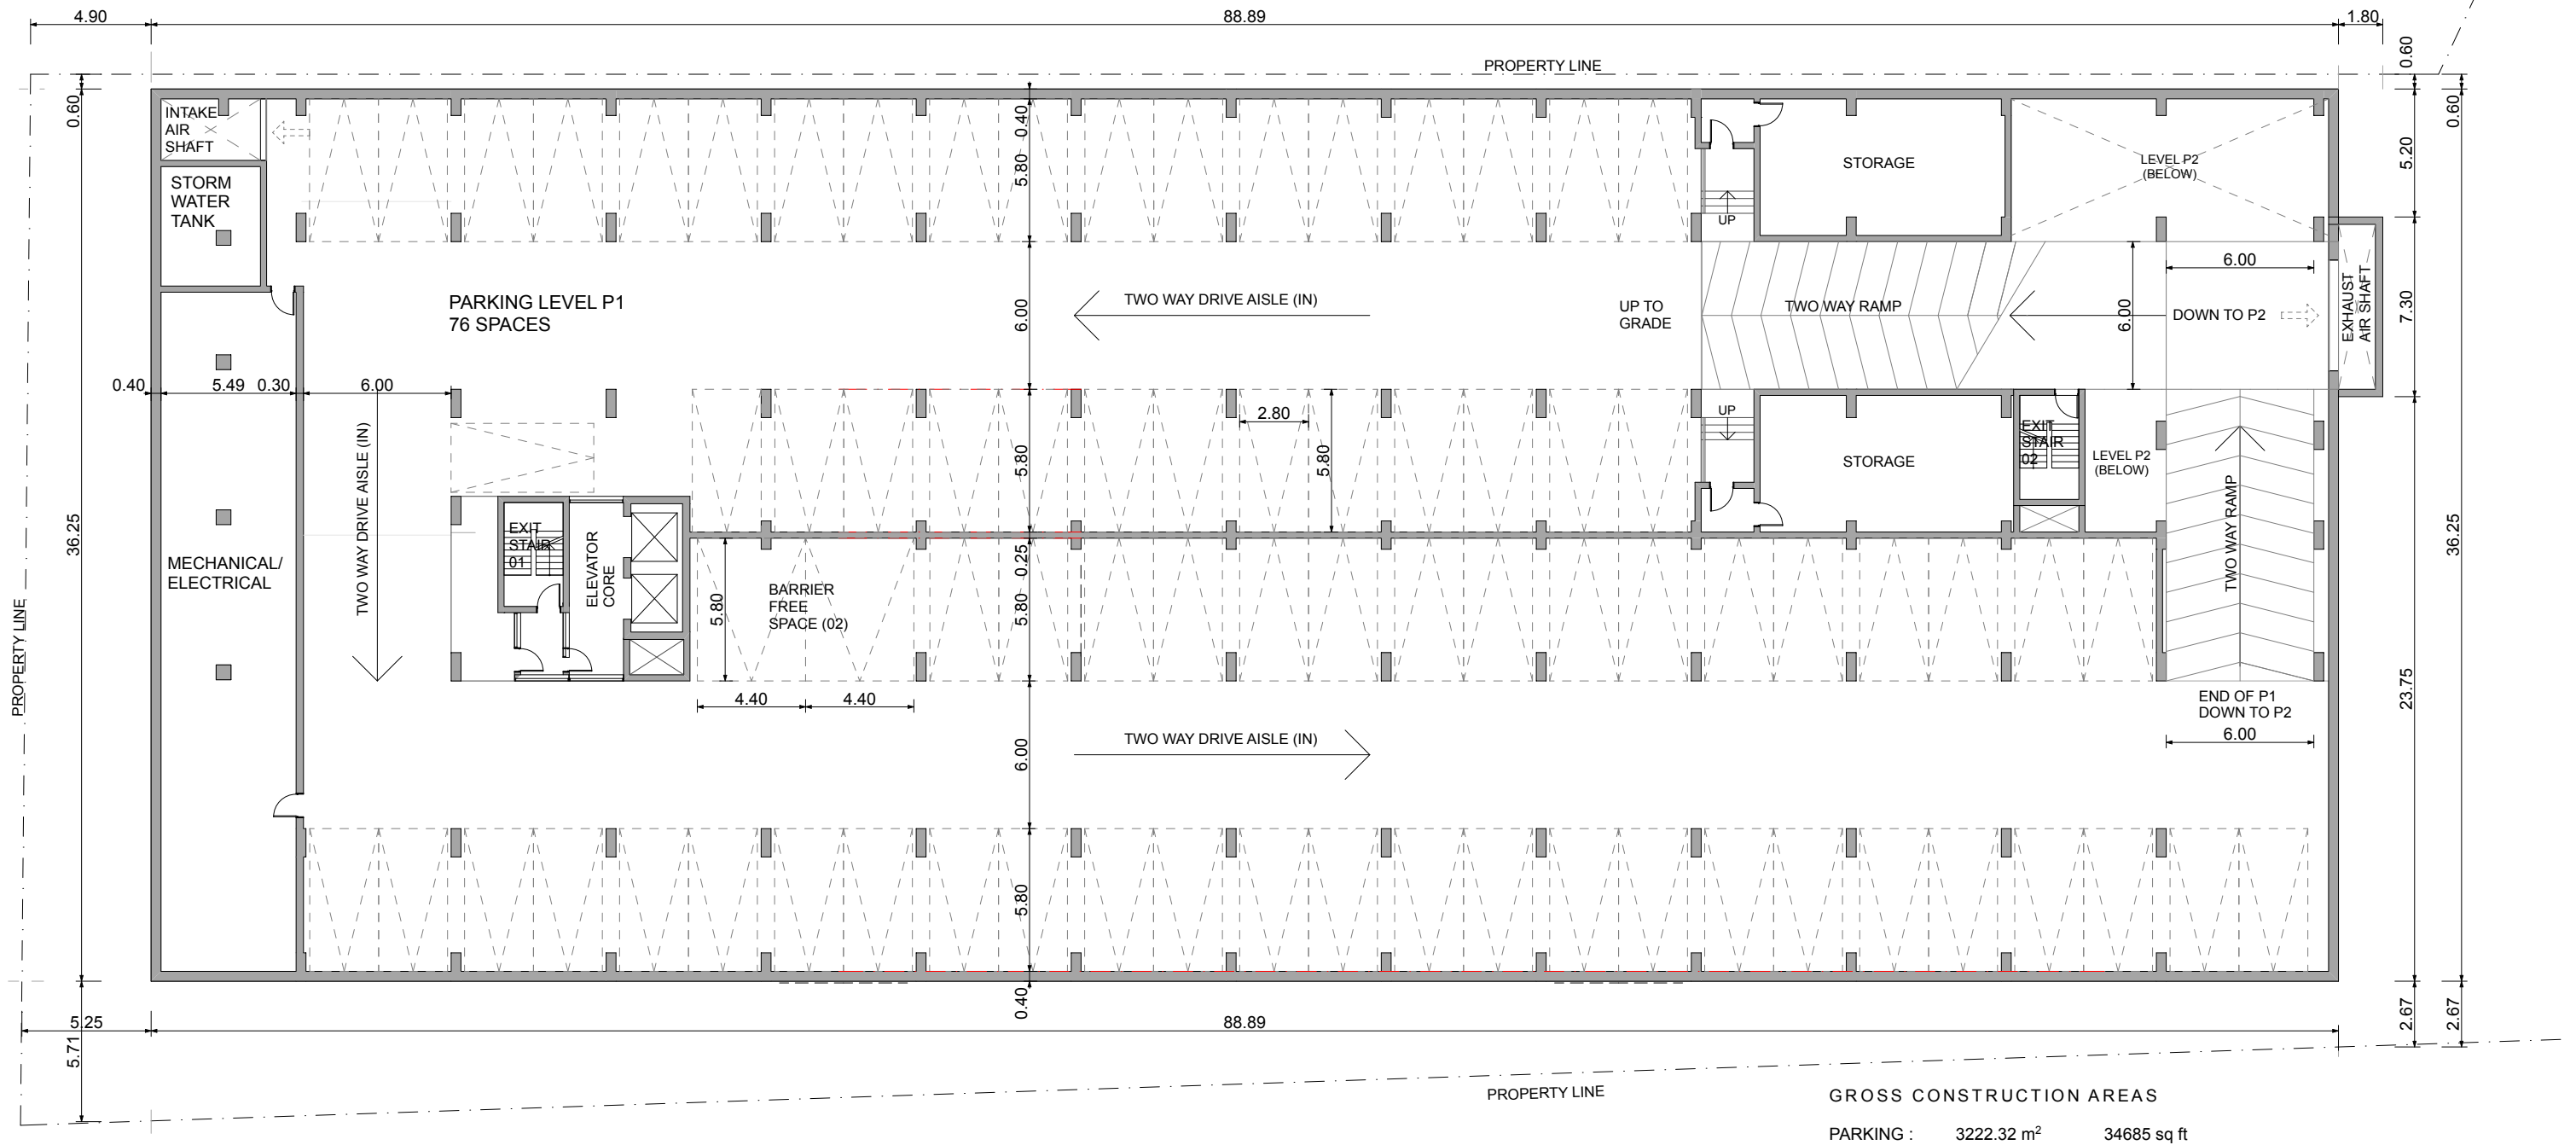 4.90
88.89
1.80
0.60
PROPERTY LINE
0.60
0.60
INTAKE
AIR
SHAFT
0.40
5.20
5.80
STORAGE
LEVEL P2
(BELOW)
STORM
WATER
TANK
UP
6.00
PARKING LEVEL P1
76 SPACES
TWO WAY DRIVE AISLE (IN)
6.00
UP TO
GRADE
TWO WAY RAMP
6.00
DOWN TO P2
EXHAUST
AIR SHAFT
7.30
0.40
5.49
0.30
6.00
2.80
UP
5.80
5.80
STORAGE
EXIT
STAIR
02
LEVEL P2
(BELOW)
TWO WAY DRIVE AISLE (IN)
36.25
36.25
EXIT
STAIR
01
ELEVATOR
CORE
TWO WAY RAMP
MECHANICAL/
ELECTRICAL
0.25
5.80
5.80
BARRIER
FREE
SPACE (02)
PROPERTY LINE
4.40
4.40
23.75
END OF P1
DOWN TO P2
6.00
6.00
TWO WAY DRIVE AISLE (IN)
5.80
0.40
5.25
88.89
2.67
2.67
5.71
PROPERTY LINE
GROSS CONSTRUCTION AREAS
PARKING : 3222.32 m² 34685 sq ft